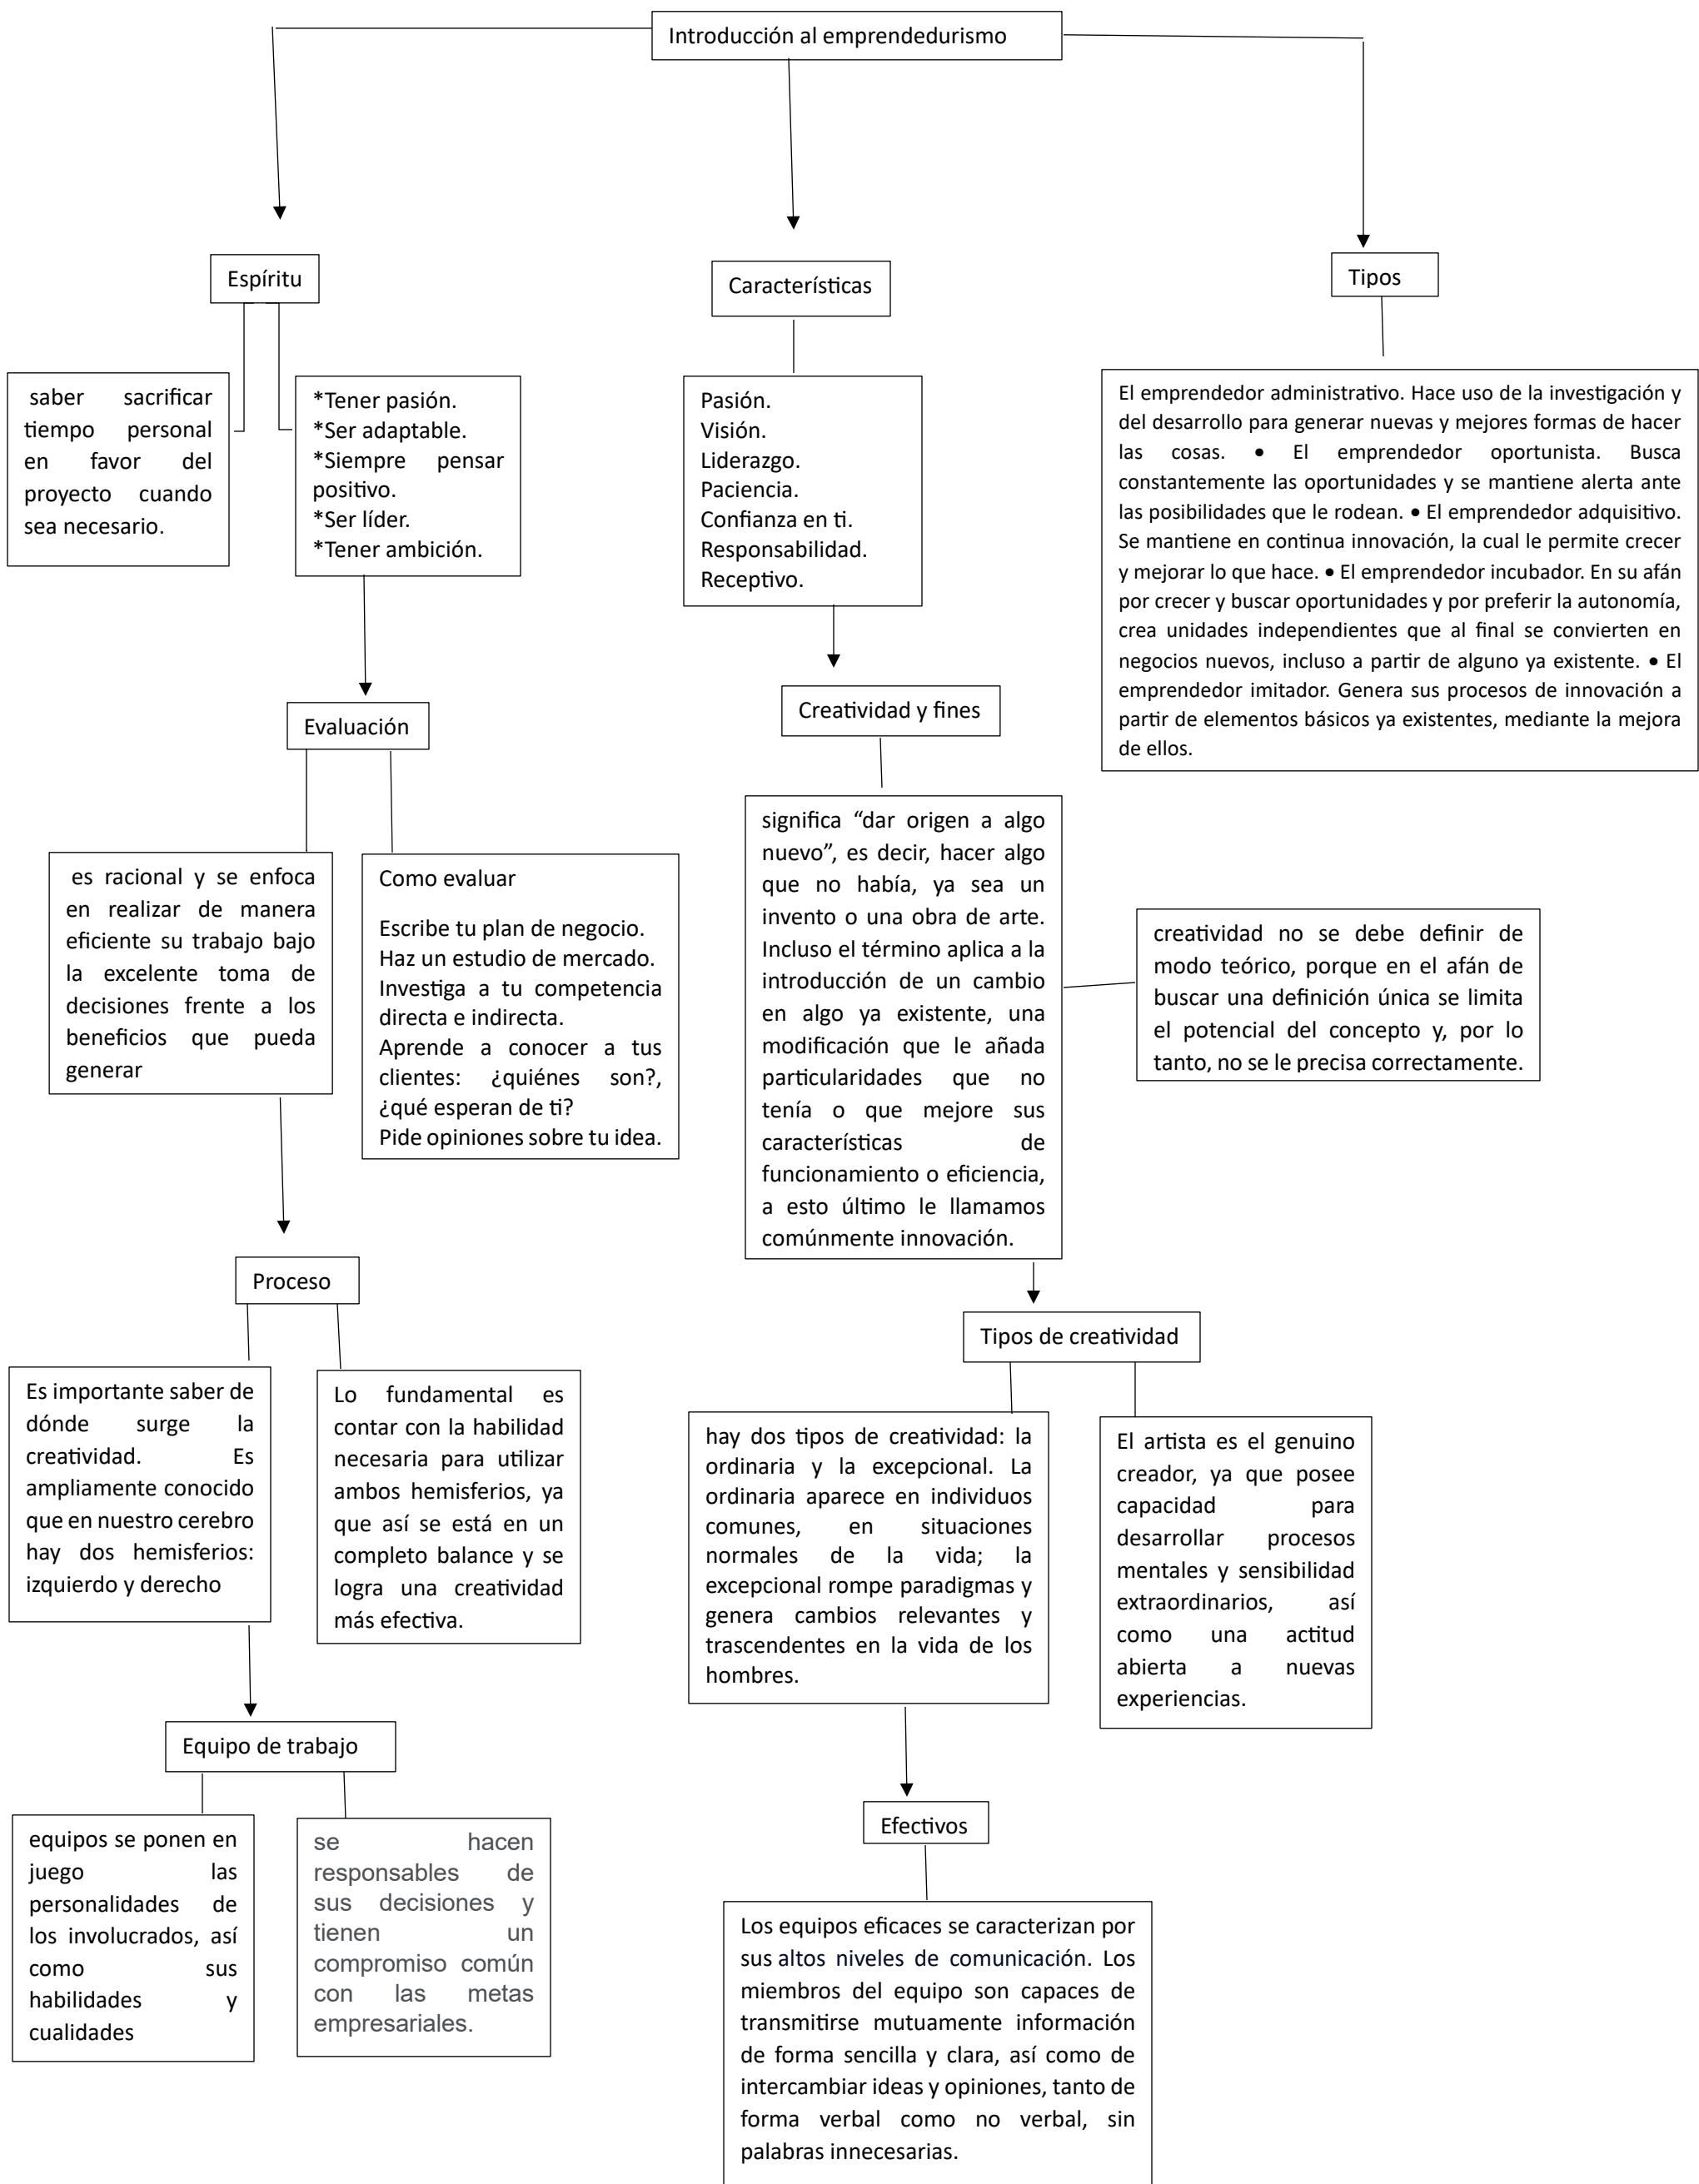 Introducción al emprendedurismo
Espíritu
Características
Tipos
saber sacrificar
tiempo personal
en favor del
proyecto cuando
sea necesario.
*Tener pasión.
*Ser adaptable.
*Siempre pensar
positivo.
*Ser líder.
*Tener ambición.
Pasión.
Visión.
Liderazgo.
Paciencia.
Confianza en ti.
Responsabilidad.
Receptivo.
El emprendedor administrativo. Hace uso de la investigación y
del desarrollo para generar nuevas y mejores formas de hacer
las cosas. • El emprendedor oportunista. Busca
constantemente las oportunidades y se mantiene alerta ante
las posibilidades que le rodean. • El emprendedor adquisitivo.
Se mantiene en continua innovación, la cual le permite crecer
y mejorar lo que hace. • El emprendedor incubador. En su afán
por crecer y buscar oportunidades y por preferir la autonomía,
crea unidades independientes que al final se convierten en
negocios nuevos, incluso a partir de alguno ya existente. • El
emprendedor imitador. Genera sus procesos de innovación a
partir de elementos básicos ya existentes, mediante la mejora
de ellos.
Evaluación
Creatividad y fines
es racional y se enfoca
en realizar de manera
eficiente su trabajo bajo
la excelente toma de
decisiones frente a los
beneficios que pueda
generar
Como evaluar
Escribe tu plan de negocio.
Haz un estudio de mercado.
Investiga a tu competencia
directa e indirecta.
Aprende a conocer a tus
clientes: ¿quiénes son?,
¿qué esperan de ti?
Pide opiniones sobre tu idea.
significa “dar origen a algo
nuevo”, es decir, hacer algo
que no había, ya sea un
invento o una obra de arte.
Incluso el término aplica a la
introducción de un cambio
en algo ya existente, una
modificación que le añada
particularidades que no
tenía o que mejore sus
características de
funcionamiento o eficiencia,
a esto último le llamamos
comúnmente innovación.
creatividad no se debe definir de
modo teórico, porque en el afán de
buscar una definición única se limita
el potencial del concepto y, por lo
tanto, no se le precisa correctamente.
Proceso
Tipos de creatividad
Es importante saber de
dónde surge la
creatividad. Es
ampliamente conocido
que en nuestro cerebro
hay dos hemisferios:
izquierdo y derecho
Lo fundamental es
contar con la habilidad
necesaria para utilizar
ambos hemisferios, ya
que así se está en un
completo balance y se
logra una creatividad
más efectiva.
hay dos tipos de creatividad: la
ordinaria y la excepcional. La
ordinaria aparece en individuos
comunes, en situaciones
normales de la vida; la
excepcional rompe paradigmas y
genera cambios relevantes y
trascendentes en la vida de los
hombres.
El artista es el genuino
creador, ya que posee
capacidad para
desarrollar procesos
mentales y sensibilidad
extraordinarios, así
como una actitud
abierta a nuevas
experiencias.
Equipo de trabajo
Efectivos
equipos se ponen en
juego las
personalidades de
los involucrados, así
como sus
habilidades y
cualidades
se hacen
responsables de
sus decisiones y
tienen un
compromiso común
con las metas
empresariales.
Los equipos eficaces se caracterizan por
sus altos niveles de comunicación. Los
miembros del equipo son capaces de
transmitirse mutuamente información
de forma sencilla y clara, así como de
intercambiar ideas y opiniones, tanto de
forma verbal como no verbal, sin
palabras innecesarias.